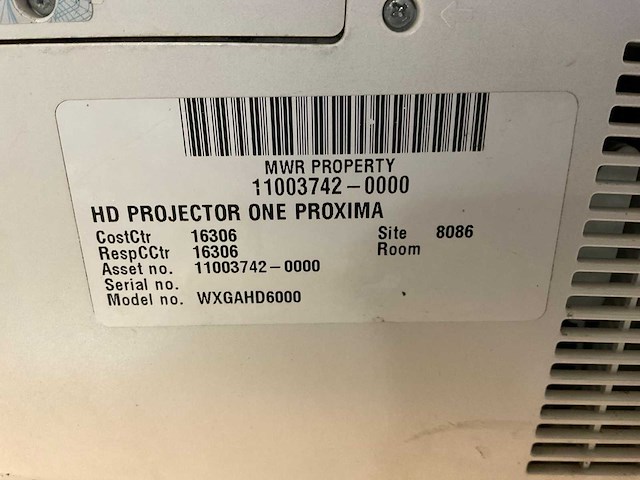 MWR PROPERTY
11003742-0000
HD PROJECTOR ONE PROXIMA
CostCtr 16306 Site 8086
RespCCtr 16306 Room
Asset no. 11003742-0000
Serial no.
Model no. WXGAHD6000